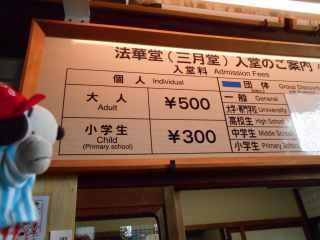 法華堂(三月堂)入堂のご案内
入堂料 Admission Fees
個人 Individual
大人 Adult ¥500
小学生 Child (Primary school) ¥300
団体 Group
一般 General
大学・専門学校 University
高校生 High School
中学生 Middle School
小学生 Primary School